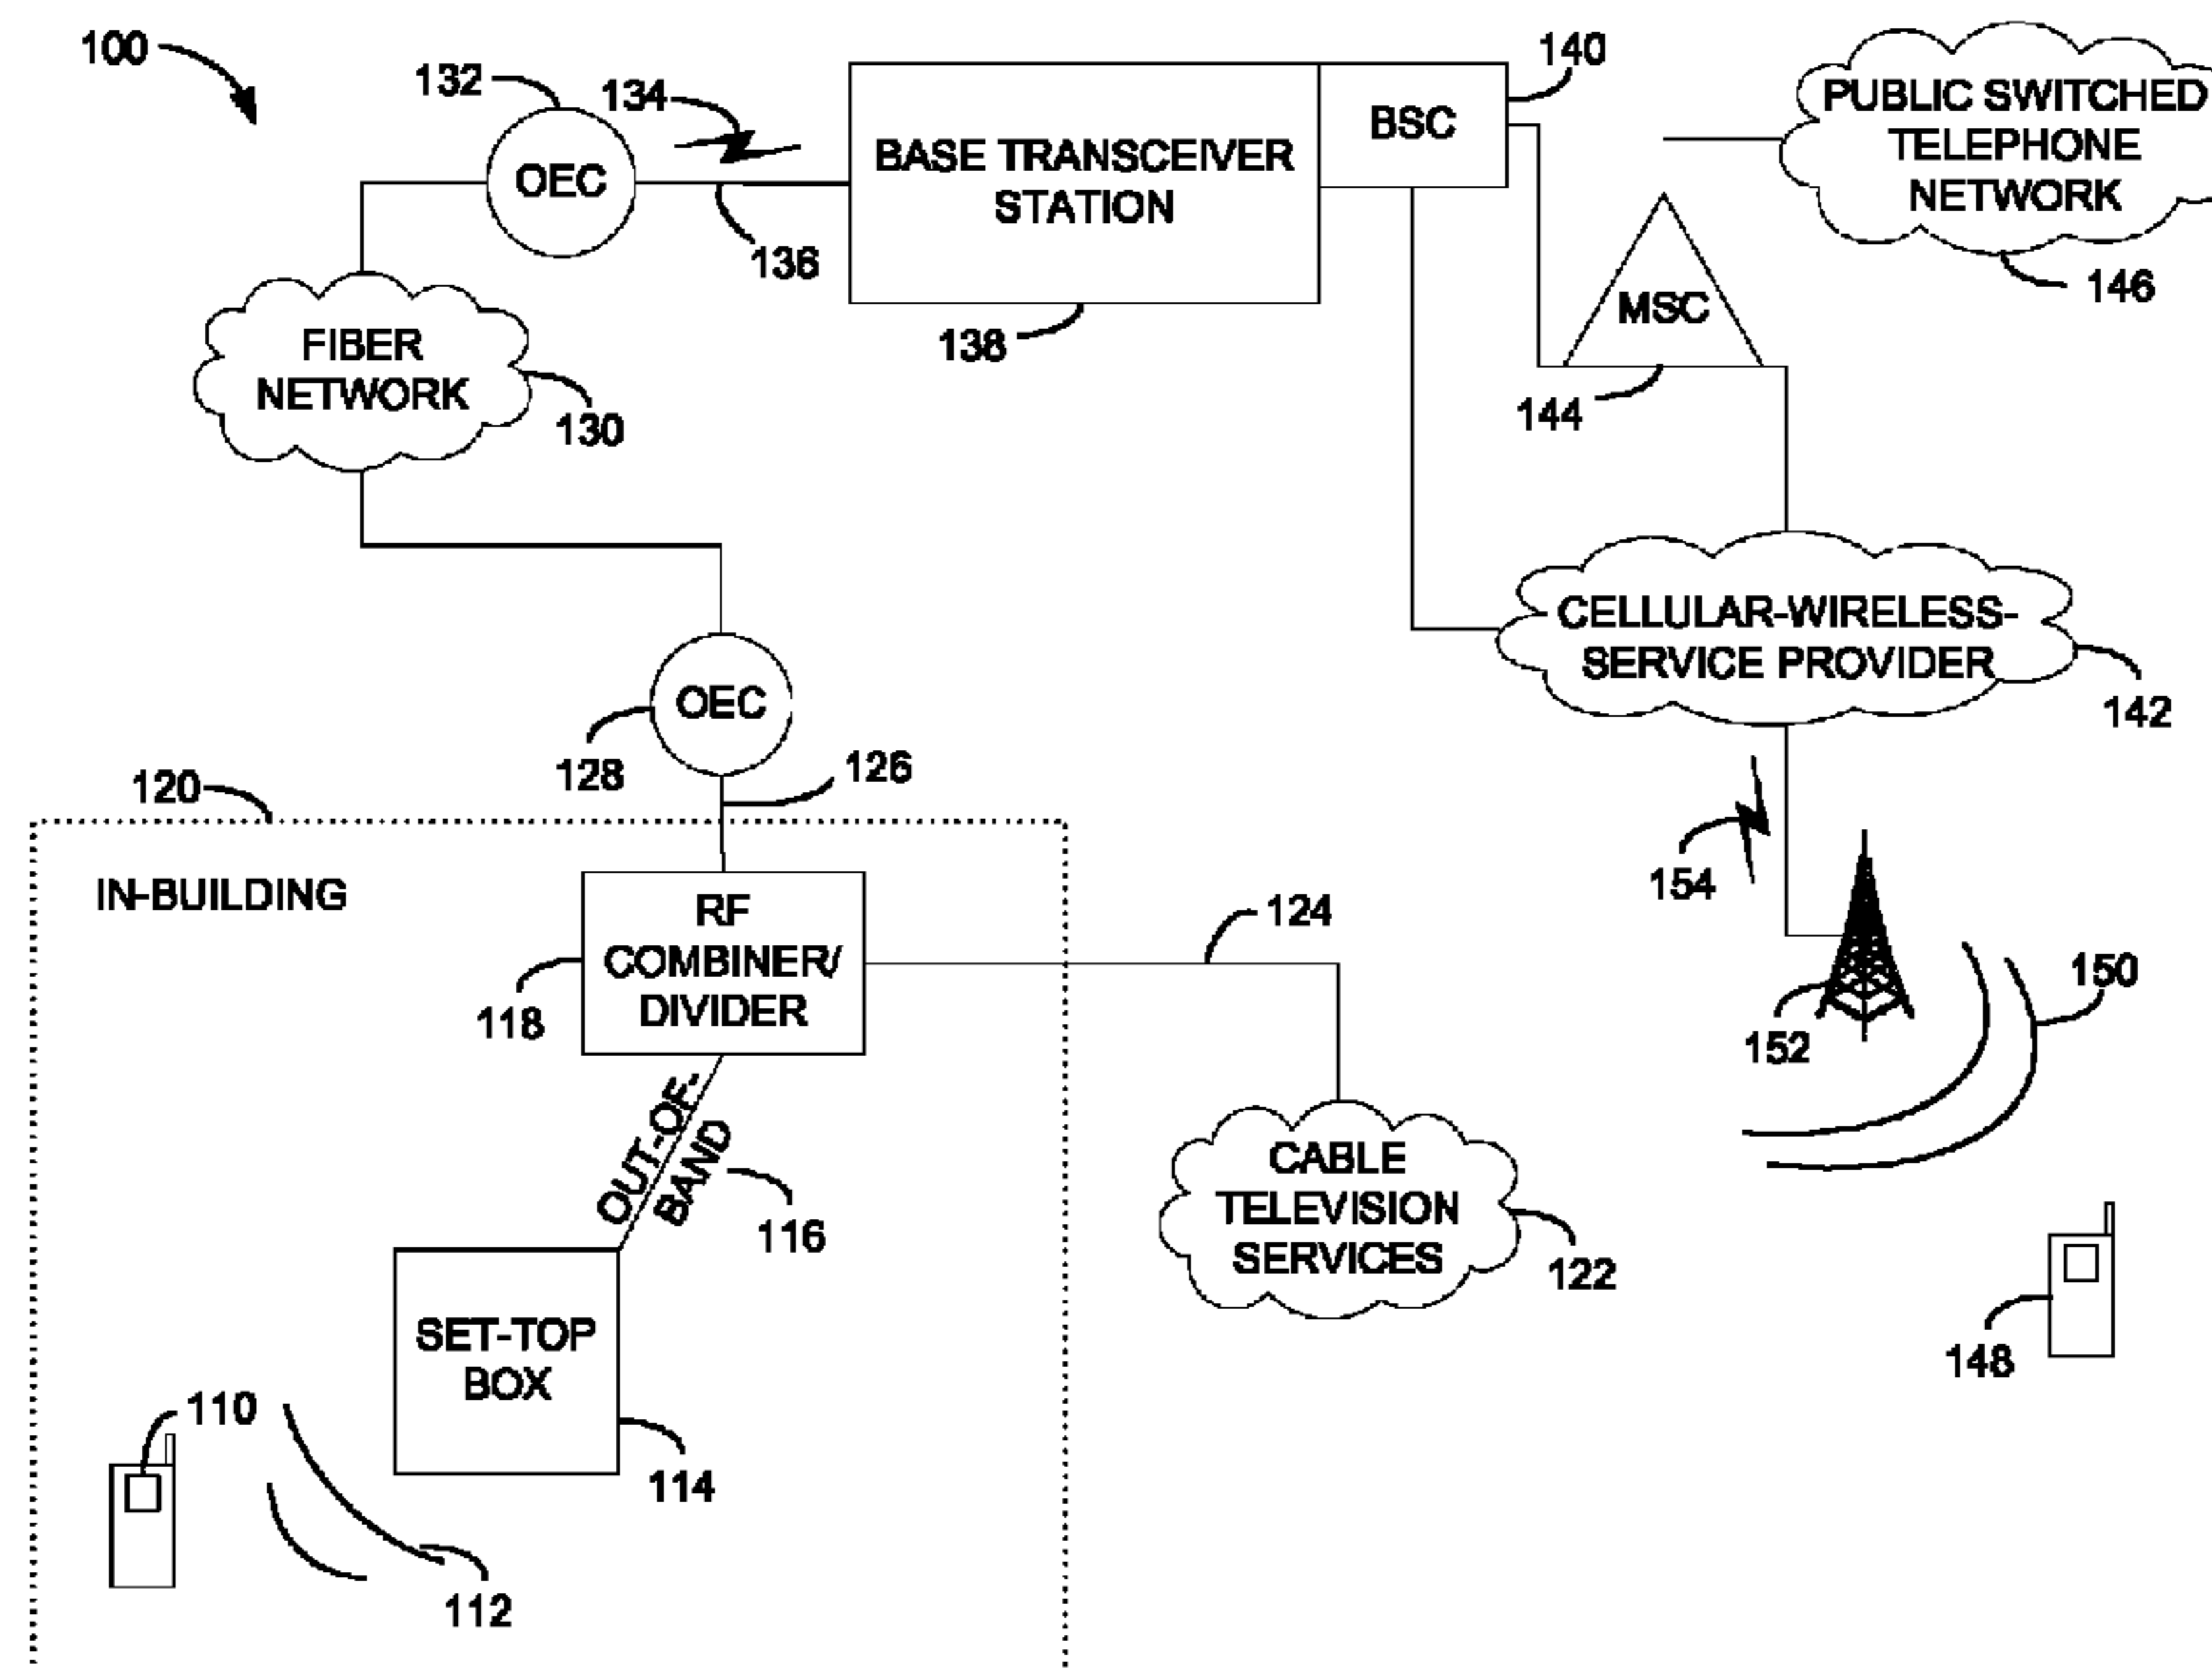 100
132
134
OEC
136
BASE TRANSCEIVER
STATION
138
BSC
140
PUBLIC SWITCHED
TELEPHONE
NETWORK
146
MSC
144
FIBER
NETWORK
130
CELLULAR-WIRELESS-
SERVICE PROVIDER
142
OEC
128
126
120
IN-BUILDING
RF
COMBINER/
DIVIDER
118
124
154
152
150
OUT-OF-
BAND
116
CABLE
TELEVISION
SERVICES
122
148
SET-TOP
BOX
114
110
112